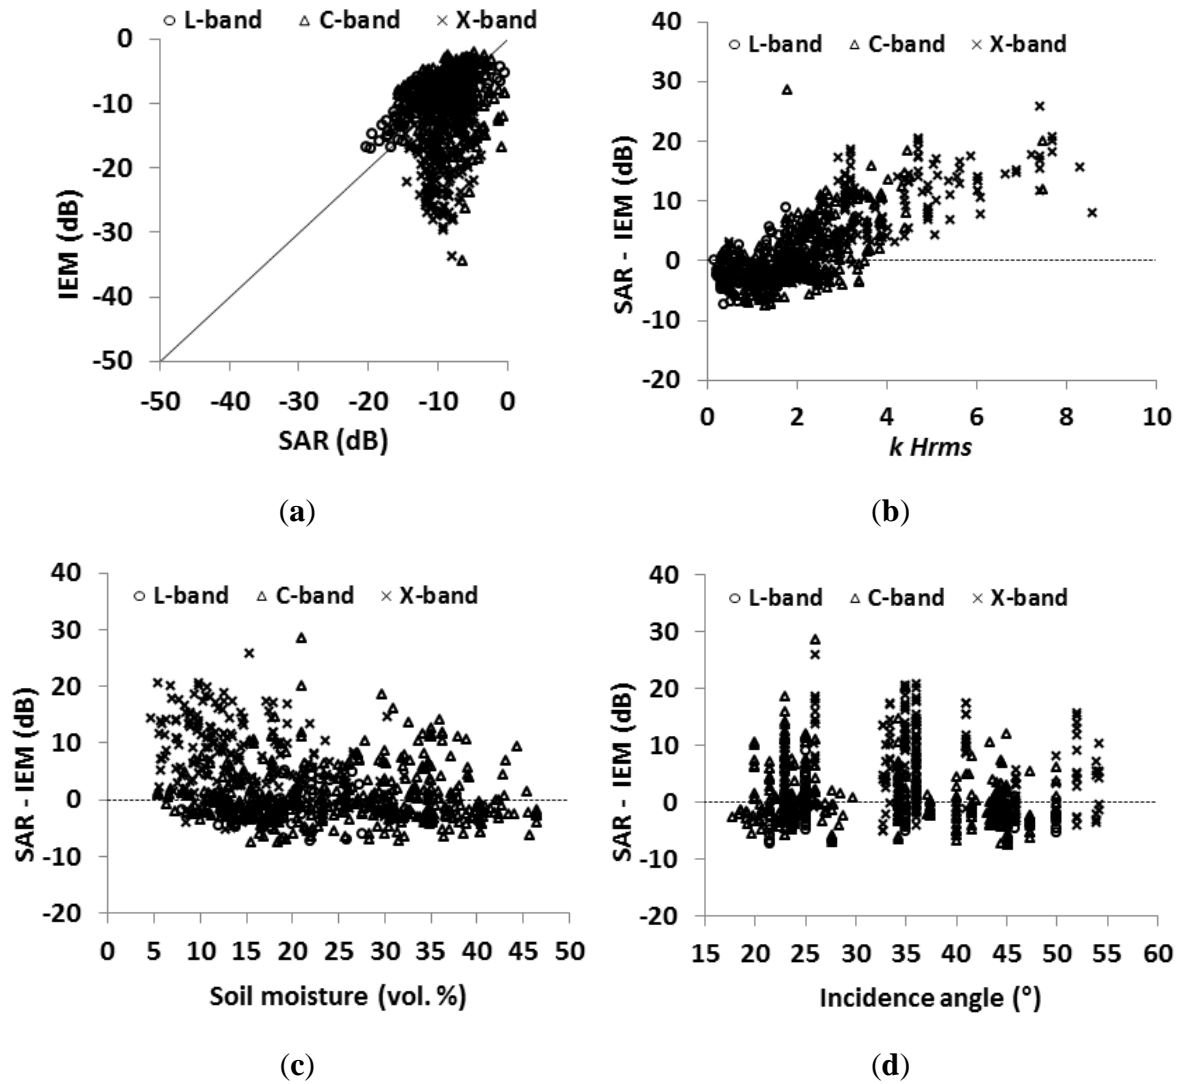 L-band C-band X-band
0
-10
-20
-30
-40
-50
-50 -40 -30 -20 -10 0
IEM (dB)
SAR (dB)
(a)
40
30
20
10
0
-10
-20
L-band C-band X-band
0 2 4 6 8 10
SAR - IEM (dB)
k Hrms
(b)
40
30
20
10
0
-10
-20
L-band C-band X-band
0 5 10 15 20 25 30 35 40 45 50
SAR - IEM (dB)
Soil moisture (vol. %)
(c)
40
30
20
10
0
-10
-20
L-band C-band X-band
15 20 25 30 35 40 45 50 55 60
SAR - IEM (dB)
Incidence angle (°)
(d)